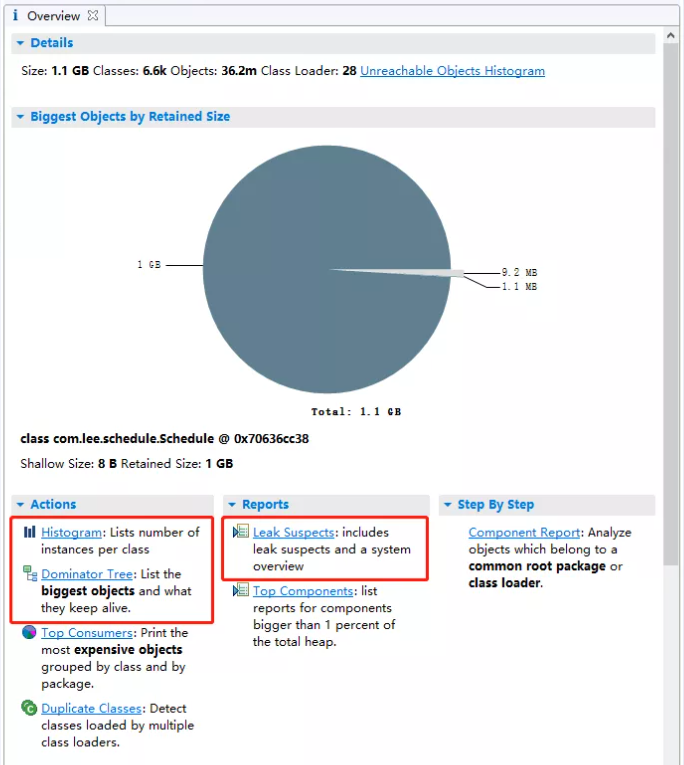 Overview
Details
Size: 1.1 GB Classes: 6.6k Objects: 36.2m Class Loader: 28 Unreachable Objects Histogram
Biggest Objects by Retained Size
1 GB
9.2 MB
1.1 MB
Total: 1.1 GB
class com.lee.schedule.Schedule @ 0x70636cc38
Shallow Size: 8 B Retained Size: 1 GB
Actions
Histogram: Lists number of
instances per class
Dominator Tree: List the
biggest objects and what
they keep alive.
Top Consumers: Print the
most expensive objects
grouped by class and by
package.
Duplicate Classes: Detect
classes loaded by multiple
class loaders.
Reports
Leak Suspects: includes
leak suspects and a system
overview
Top Components: list
reports for components
bigger than 1 percent of
the total heap.
Step By Step
Component Report: Analyze
objects which belong to a
common root package or
class loader.